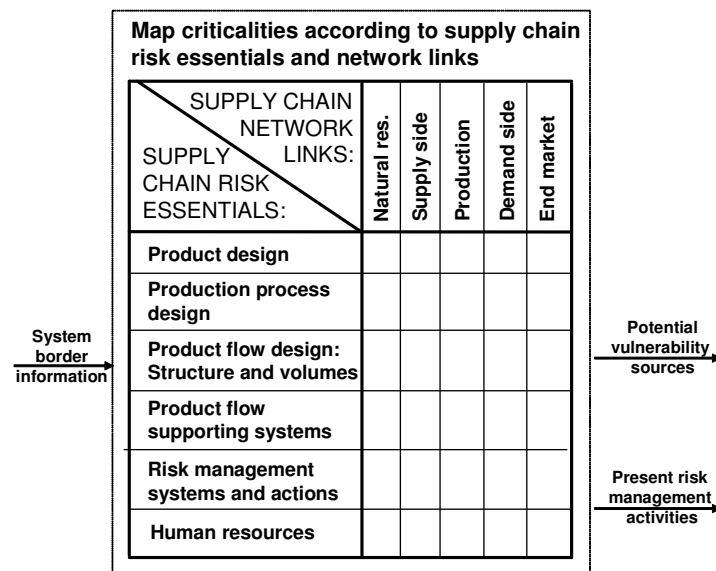 Map criticalities according to supply chain
risk essentials and network links
SUPPLY CHAIN
NETWORK
LINKS:
SUPPLY
CHAIN RISK
ESSENTIALS:
Natural res.
Supply side
Production
Demand side
End market
Product design
Production process
design
Product flow design:
Structure and volumes
Product flow
supporting systems
Risk management
systems and actions
Human resources
System
border
information
Potential
vulnerability
sources
Present risk
management
activities